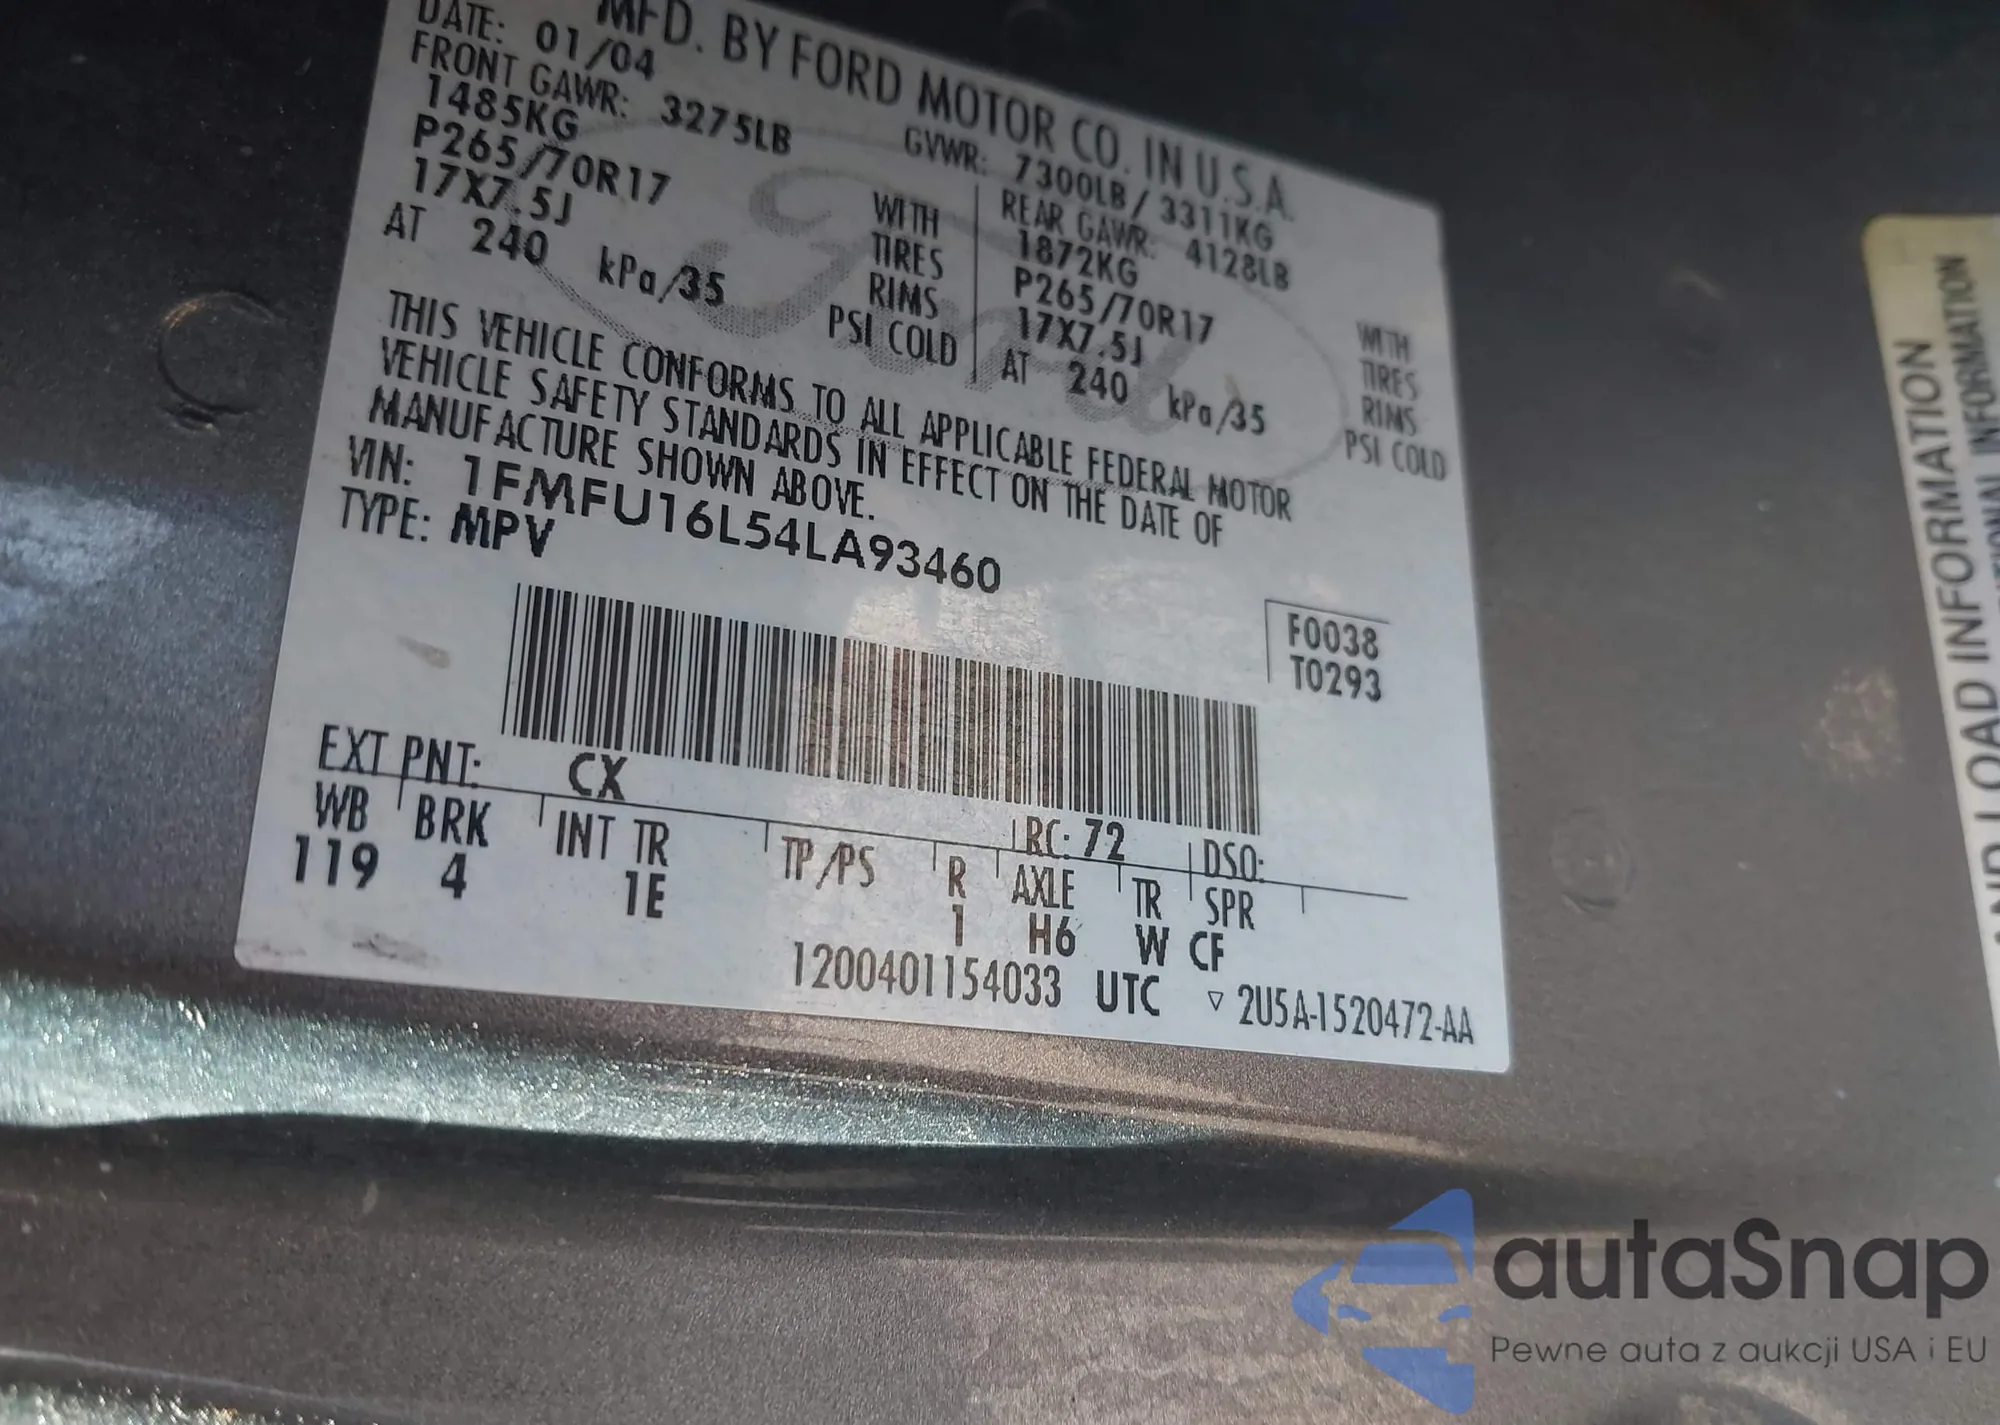 MFD. BY FORD MOTOR CO. IN U.S.A.
DATE: 01/04 GVWR: 7300LB / 3311KG
FRONT GAWR: 3275LB REAR GAWR: 4128LB
1485KG WITH 1872KG WITH
P265/70R17 TIRES P265/70R17 TIRES
17X7.5J RIMS 17X7.5J RIMS
AT 240 kPa/35 PSI COLD AT 240 kPa/35 PSI COLD
THIS VEHICLE CONFORMS TO ALL APPLICABLE FEDERAL MOTOR
VEHICLE SAFETY STANDARDS IN EFFECT ON THE DATE OF
MANUFACTURE SHOWN ABOVE.
VIN: 1FMFU16L54LA93460
TYPE: MPV
F0038
T0293
EXT PNT: CX RC: 72 DSO:
WB BRK INT TR TP/PS R AXLE TR SPR
119 4 1E 1 H6 W CF
1200401154033 UTC ▽ 2U5A-1520472-AA
Ford
AND LOAD INFORMATION
INFORMATION
autaSnap
Pewne auta z aukcji USA i EU